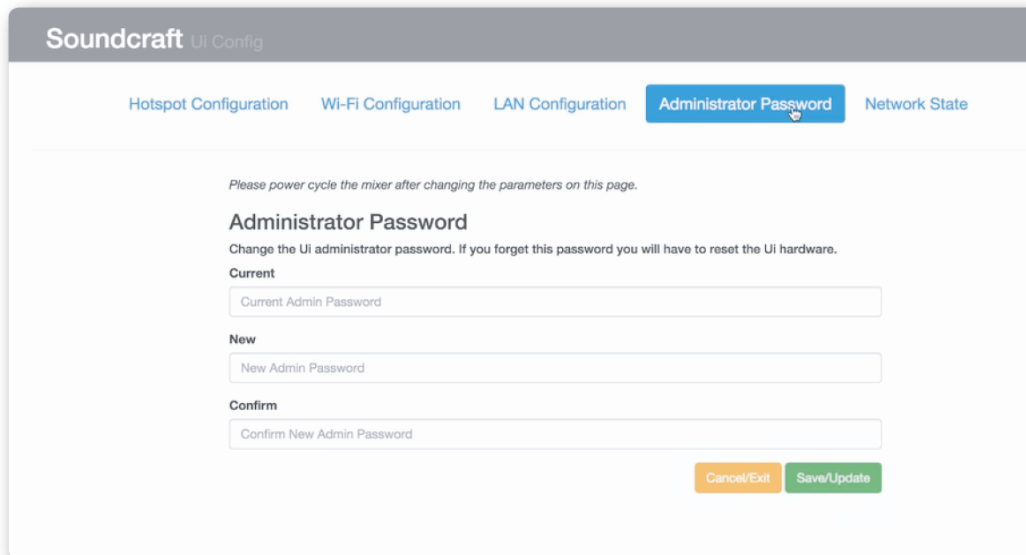 Soundcraft Ui Config
Hotspot Configuration Wi-Fi Configuration LAN Configuration Administrator Password Network State
Please power cycle the mixer after changing the parameters on this page.
Administrator Password
Change the Ui administrator password. If you forget this password you will have to reset the Ui hardware.
Current
Current Admin Password
New
New Admin Password
Confirm
Confirm New Admin Password
Cancel/Exit Save/Update